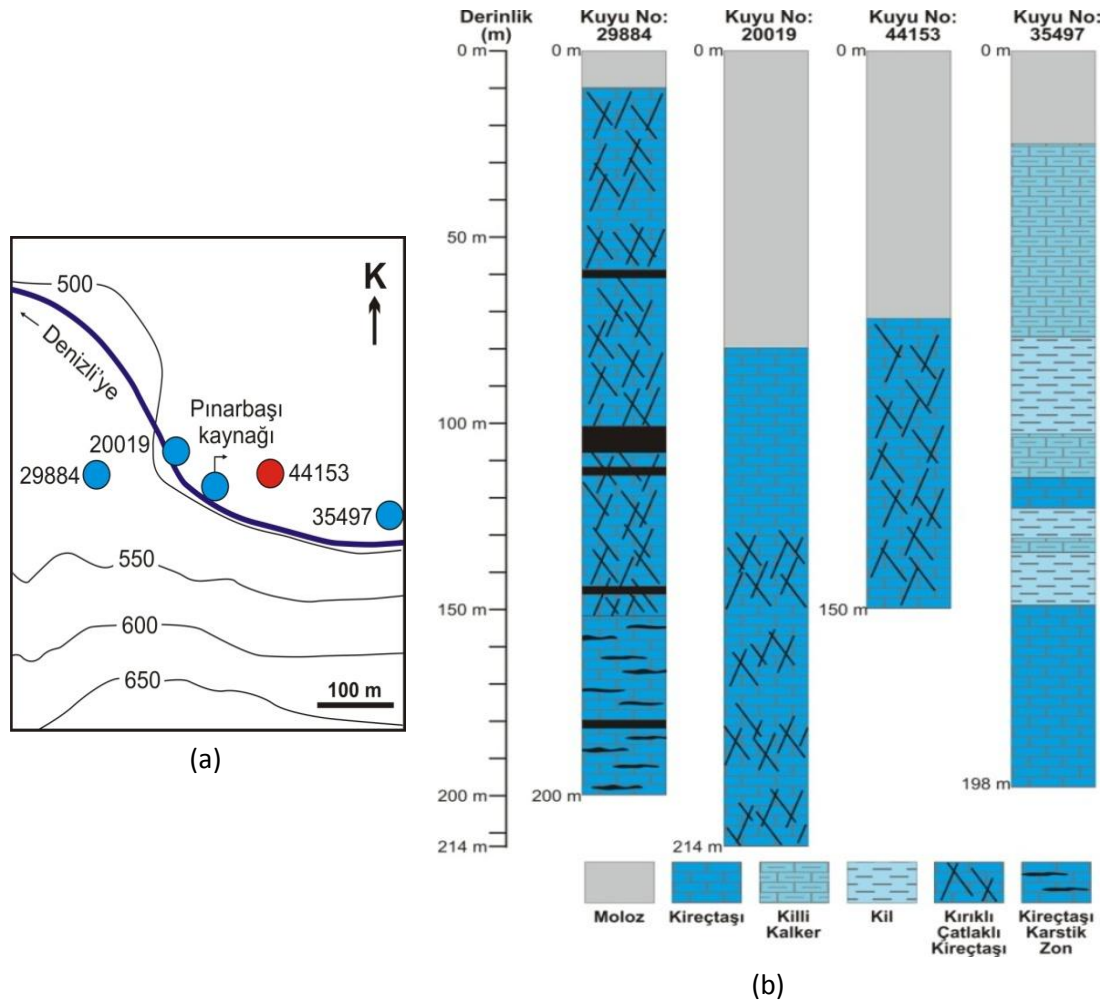 500
K
Denizli'ye
Pınarbaşı
kaynağı
20019
29884
44153
35497
550
600
650
100 m
(a)
Derinlik
(m)
Kuyu No:
29884
Kuyu No:
20019
Kuyu No:
44153
Kuyu No:
35497
0 m
0 m
0 m
0 m
50 m
100 m
150 m
150 m
200 m
200 m
198 m
214 m
214 m
Moloz
Kireçtaşı
Killi
Kalker
Kil
Kırıklı
Çatlaklı
Kireçtaşı
Kireçtaşı
Karstik
Zon
(b)